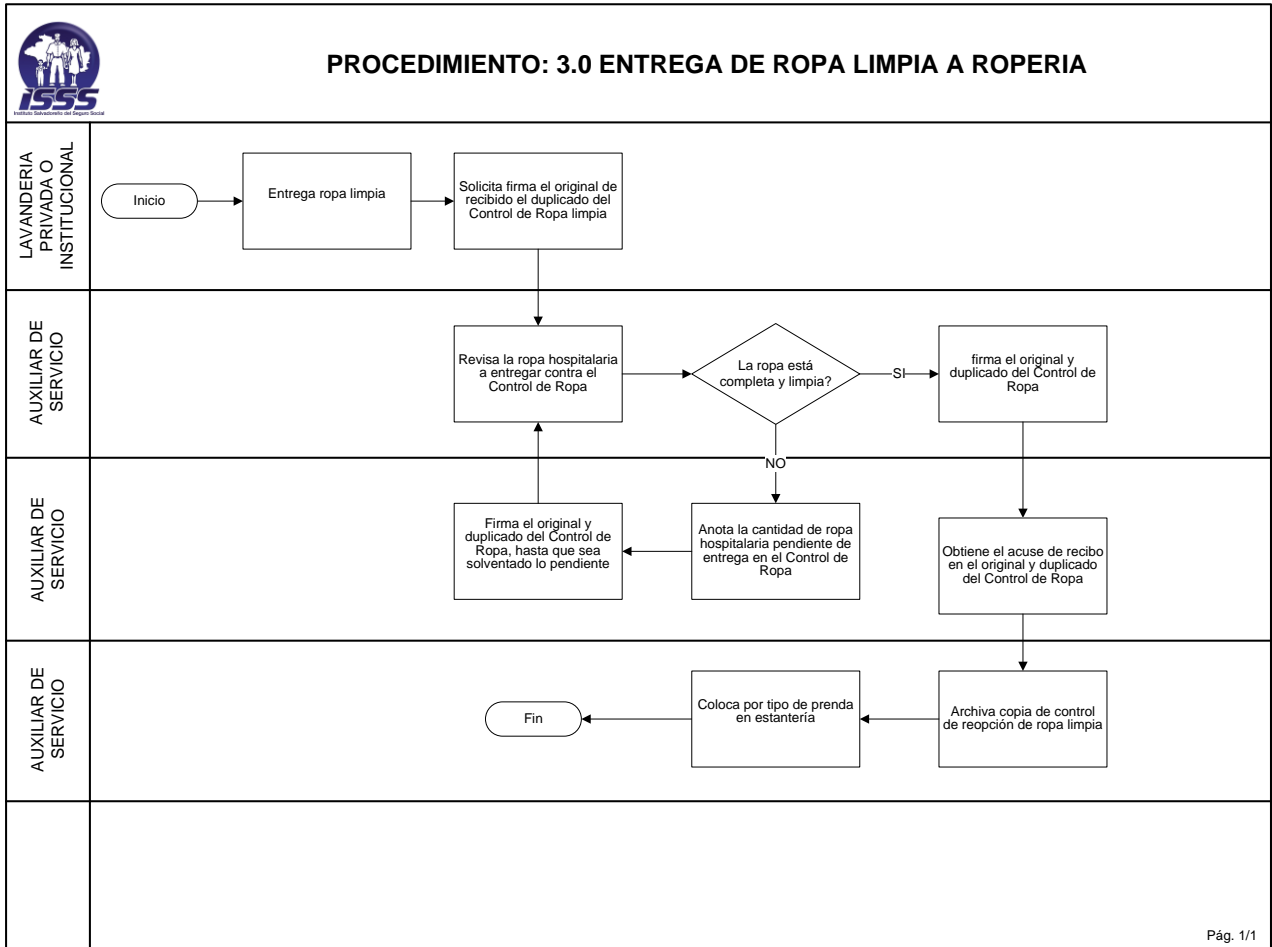 ISSS
Instituto Salvadoreño del Seguro Social
PROCEDIMIENTO: 3.0 ENTREGA DE ROPA LIMPIA A ROPERIA
LAVANDERIA
PRIVADA O
INSTITUCIONAL
Inicio
Entrega ropa limpia
Solicita firma el original de
recibido el duplicado del
Control de Ropa limpia
AUXILIAR DE
SERVICIO
Revisa la ropa hospitalaria
a entregar contra el
Control de Ropa
La ropa está
completa y limpia?
SI
firma el original y
duplicado del Control de
Ropa
NO
AUXILIAR DE
SERVICIO
Firma el original y
duplicado del Control de
Ropa, hasta que sea
solventado lo pendiente
Anota la cantidad de ropa
hospitalaria pendiente de
entrega en el Control de
Ropa
Obtiene el acuse de recibo
en el original y duplicado
del Control de Ropa
AUXILIAR DE
SERVICIO
Fin
Coloca por tipo de prenda
en estantería
Archiva copia de control
de reopción de ropa limpia
Pág. 1/1